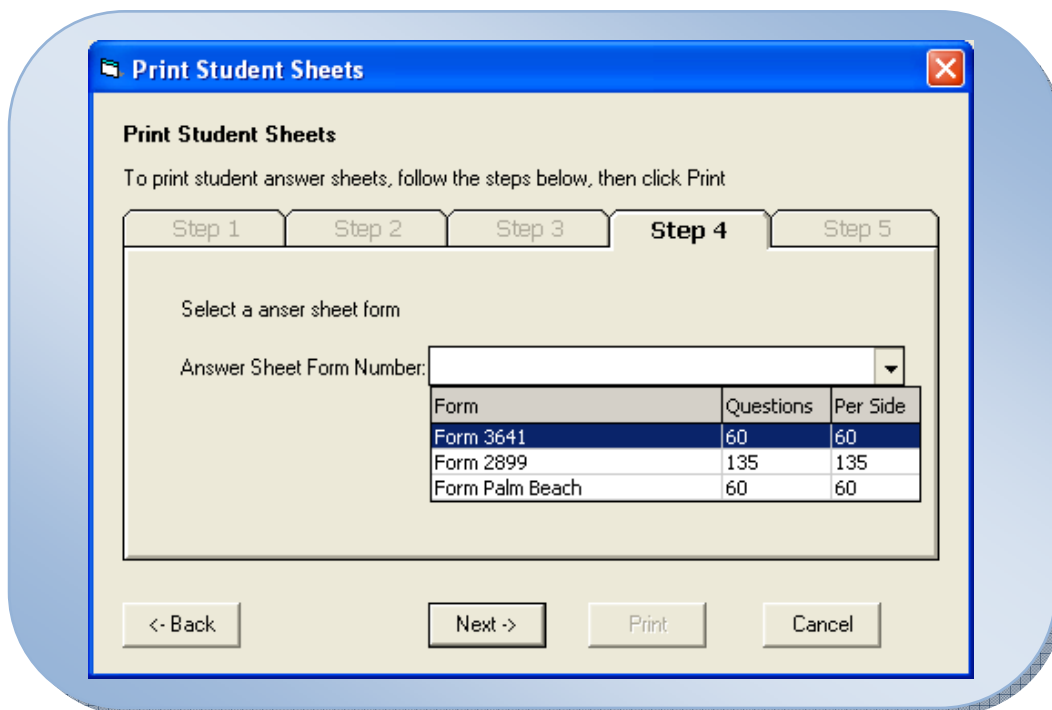 Print Student Sheets
Print Student Sheets
To print student answer sheets, follow the steps below, then click Print
Step 1 Step 2 Step 3 Step 4 Step 5
Select a anser sheet form
Answer Sheet Form Number:
Form Questions Per Side
Form 3641 60 60
Form 2899 135 135
Form Palm Beach 60 60
<- Back Next -> Print Cancel